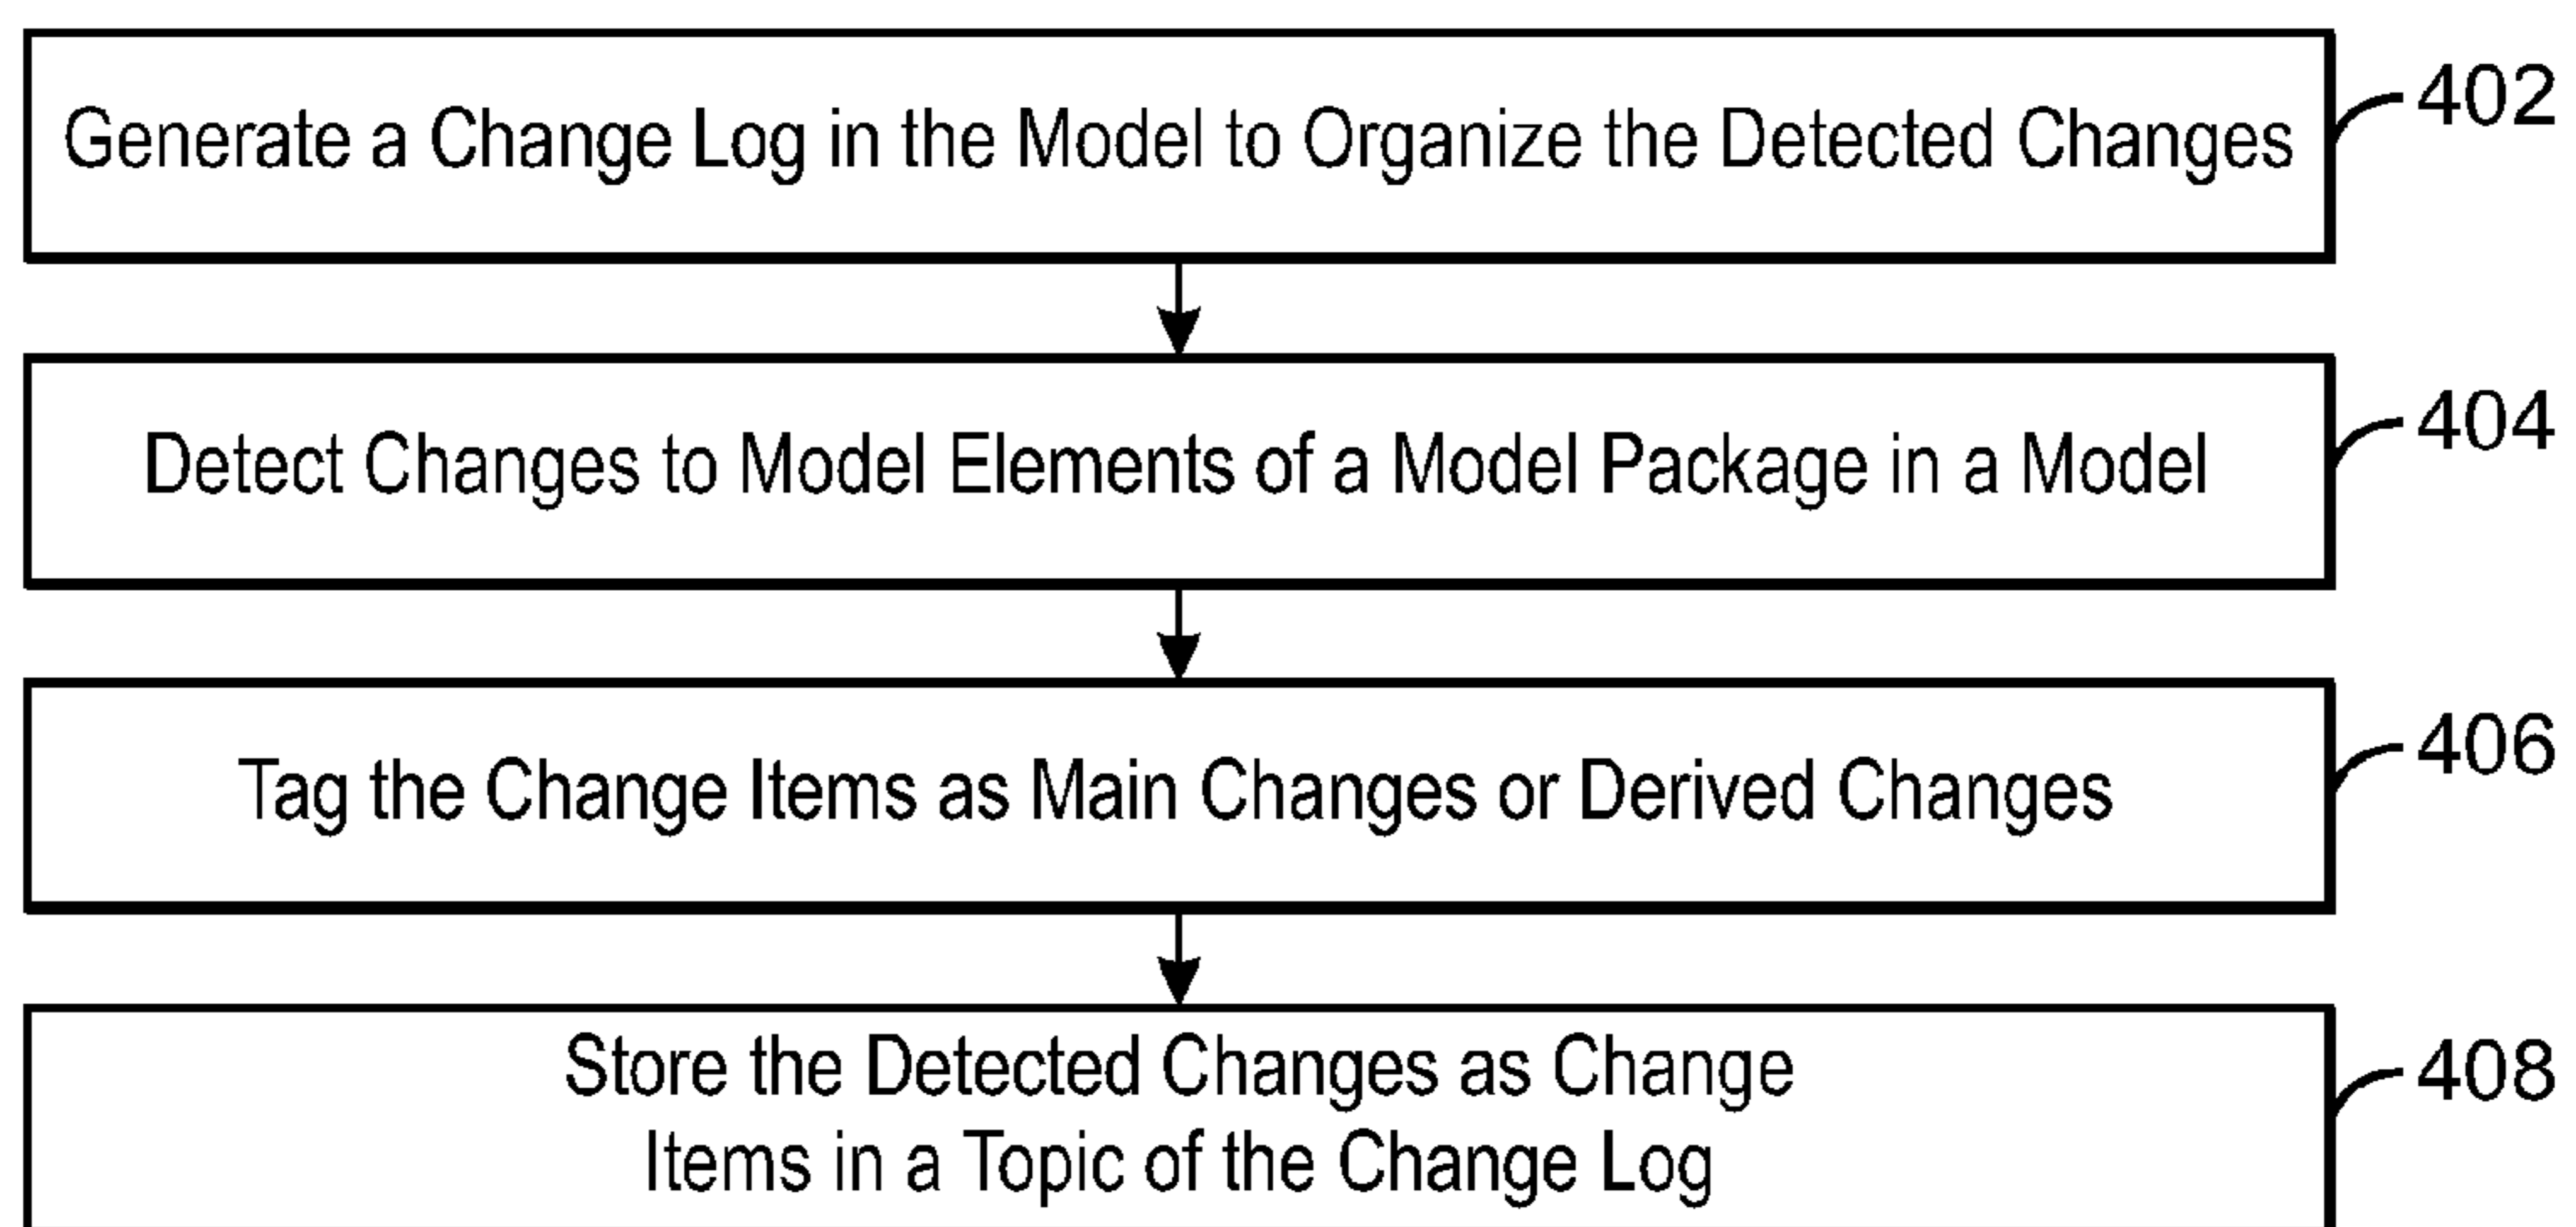 Generate a Change Log in the Model to Organize the Detected Changes
402
Detect Changes to Model Elements of a Model Package in a Model
404
Tag the Change Items as Main Changes or Derived Changes
406
Store the Detected Changes as Change
Items in a Topic of the Change Log
408